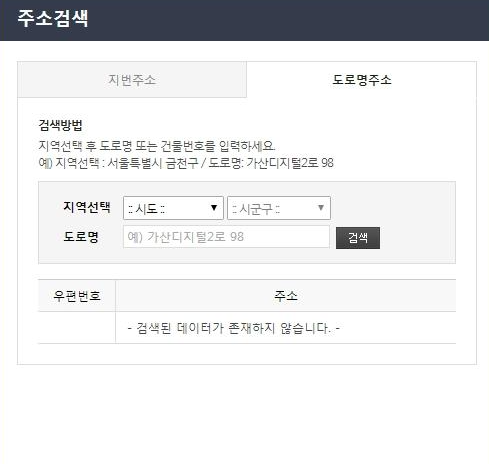 주소검색
지번주소 도로명주소
검색방법
지역선택 후 도로명 또는 건물번호를 입력하세요.
예) 지역선택 : 서울특별시 금천구 / 도로명: 가산디지털2로 98
지역선택 :: 시도 :: :: 시군구 ::
도로명 예) 가산디지털2로 98 검색
우편번호 주소
- 검색된 데이터가 존재하지 않습니다. -